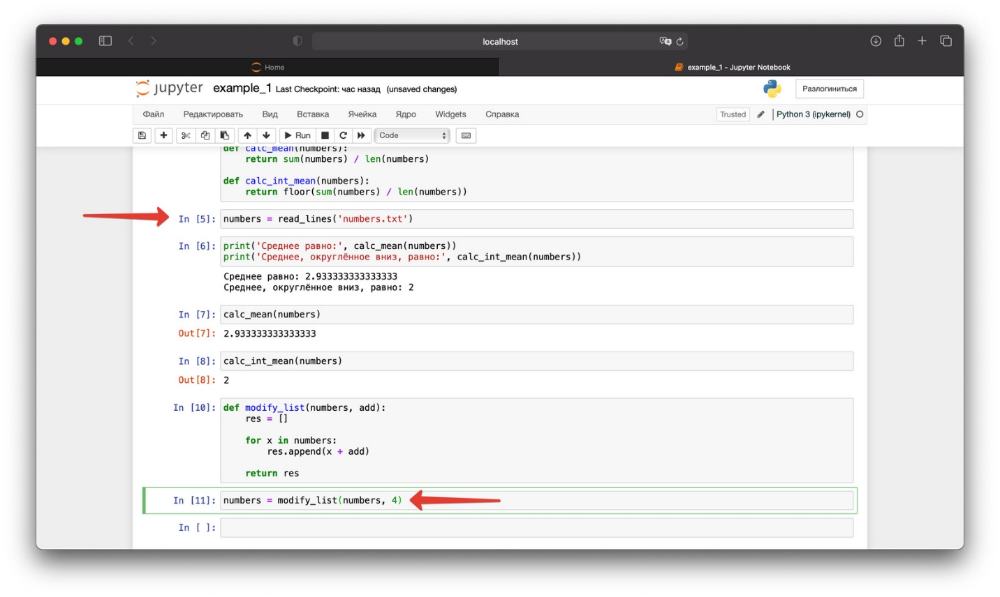 localhost
Home
example_1 - Jupyter Notebook
jupyter example_1 Last Checkpoint: час назад (unsaved changes)
Разлогиниться
Файл Редактировать Вид Вставка Ячейка Ядро Widgets Справка
Trusted Python 3 (ipykernel)
Run Code
def calc_mean(numbers):
    return sum(numbers) / len(numbers)
def calc_int_mean(numbers):
    return floor(sum(numbers) / len(numbers))
In [5]: numbers = read_lines('numbers.txt')
In [6]: print('Среднее равно:', calc_mean(numbers))
print('Среднее, округлённое вниз, равно:', calc_int_mean(numbers))
Среднее равно: 2.933333333333333
Среднее, округлённое вниз, равно: 2
In [7]: calc_mean(numbers)
Out[7]: 2.933333333333333
In [8]: calc_int_mean(numbers)
Out[8]: 2
In [10]: def modify_list(numbers, add):
    res = []
    for x in numbers:
        res.append(x + add)
    return res
In [11]: numbers = modify_list(numbers, 4)
In [ ]: